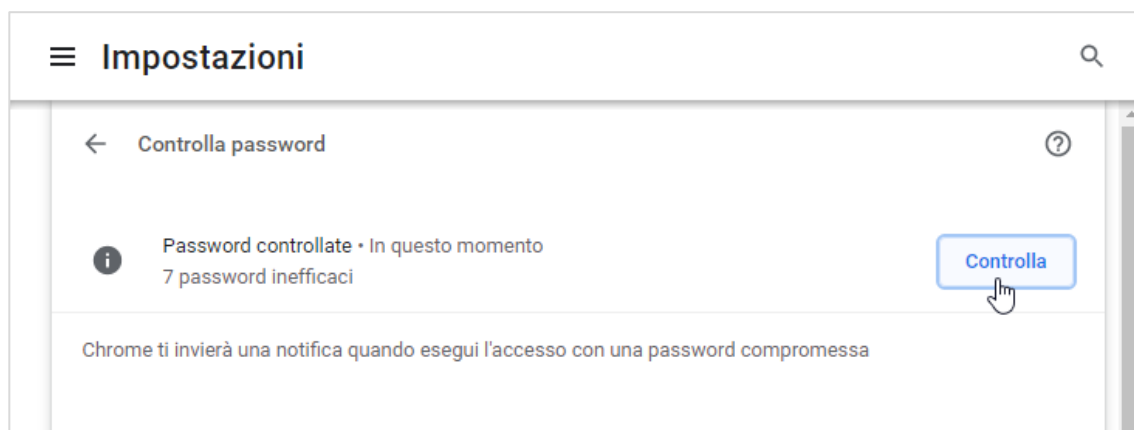 Impostazioni
Controlla password
Password controllate • In questo momento
7 password inefficaci
Controlla
Chrome ti invierà una notifica quando esegui l'accesso con una password compromessa